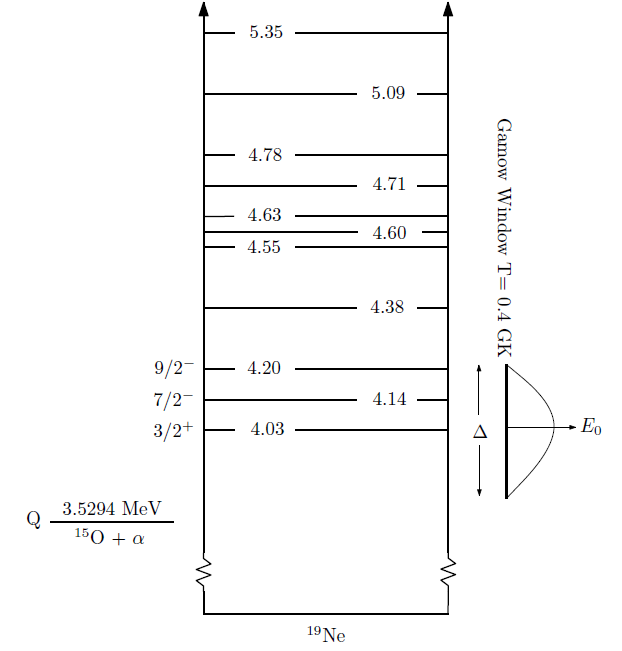 5.35
5.09
4.78
4.71
4.63
4.60
4.55
4.38
9/2⁻ 4.20
7/2⁻ 4.14
3/2⁺ 4.03
Gamow Window T= 0.4 GK
Δ
E₀
Q 3.5294 MeV
¹⁵O + α
¹⁹Ne